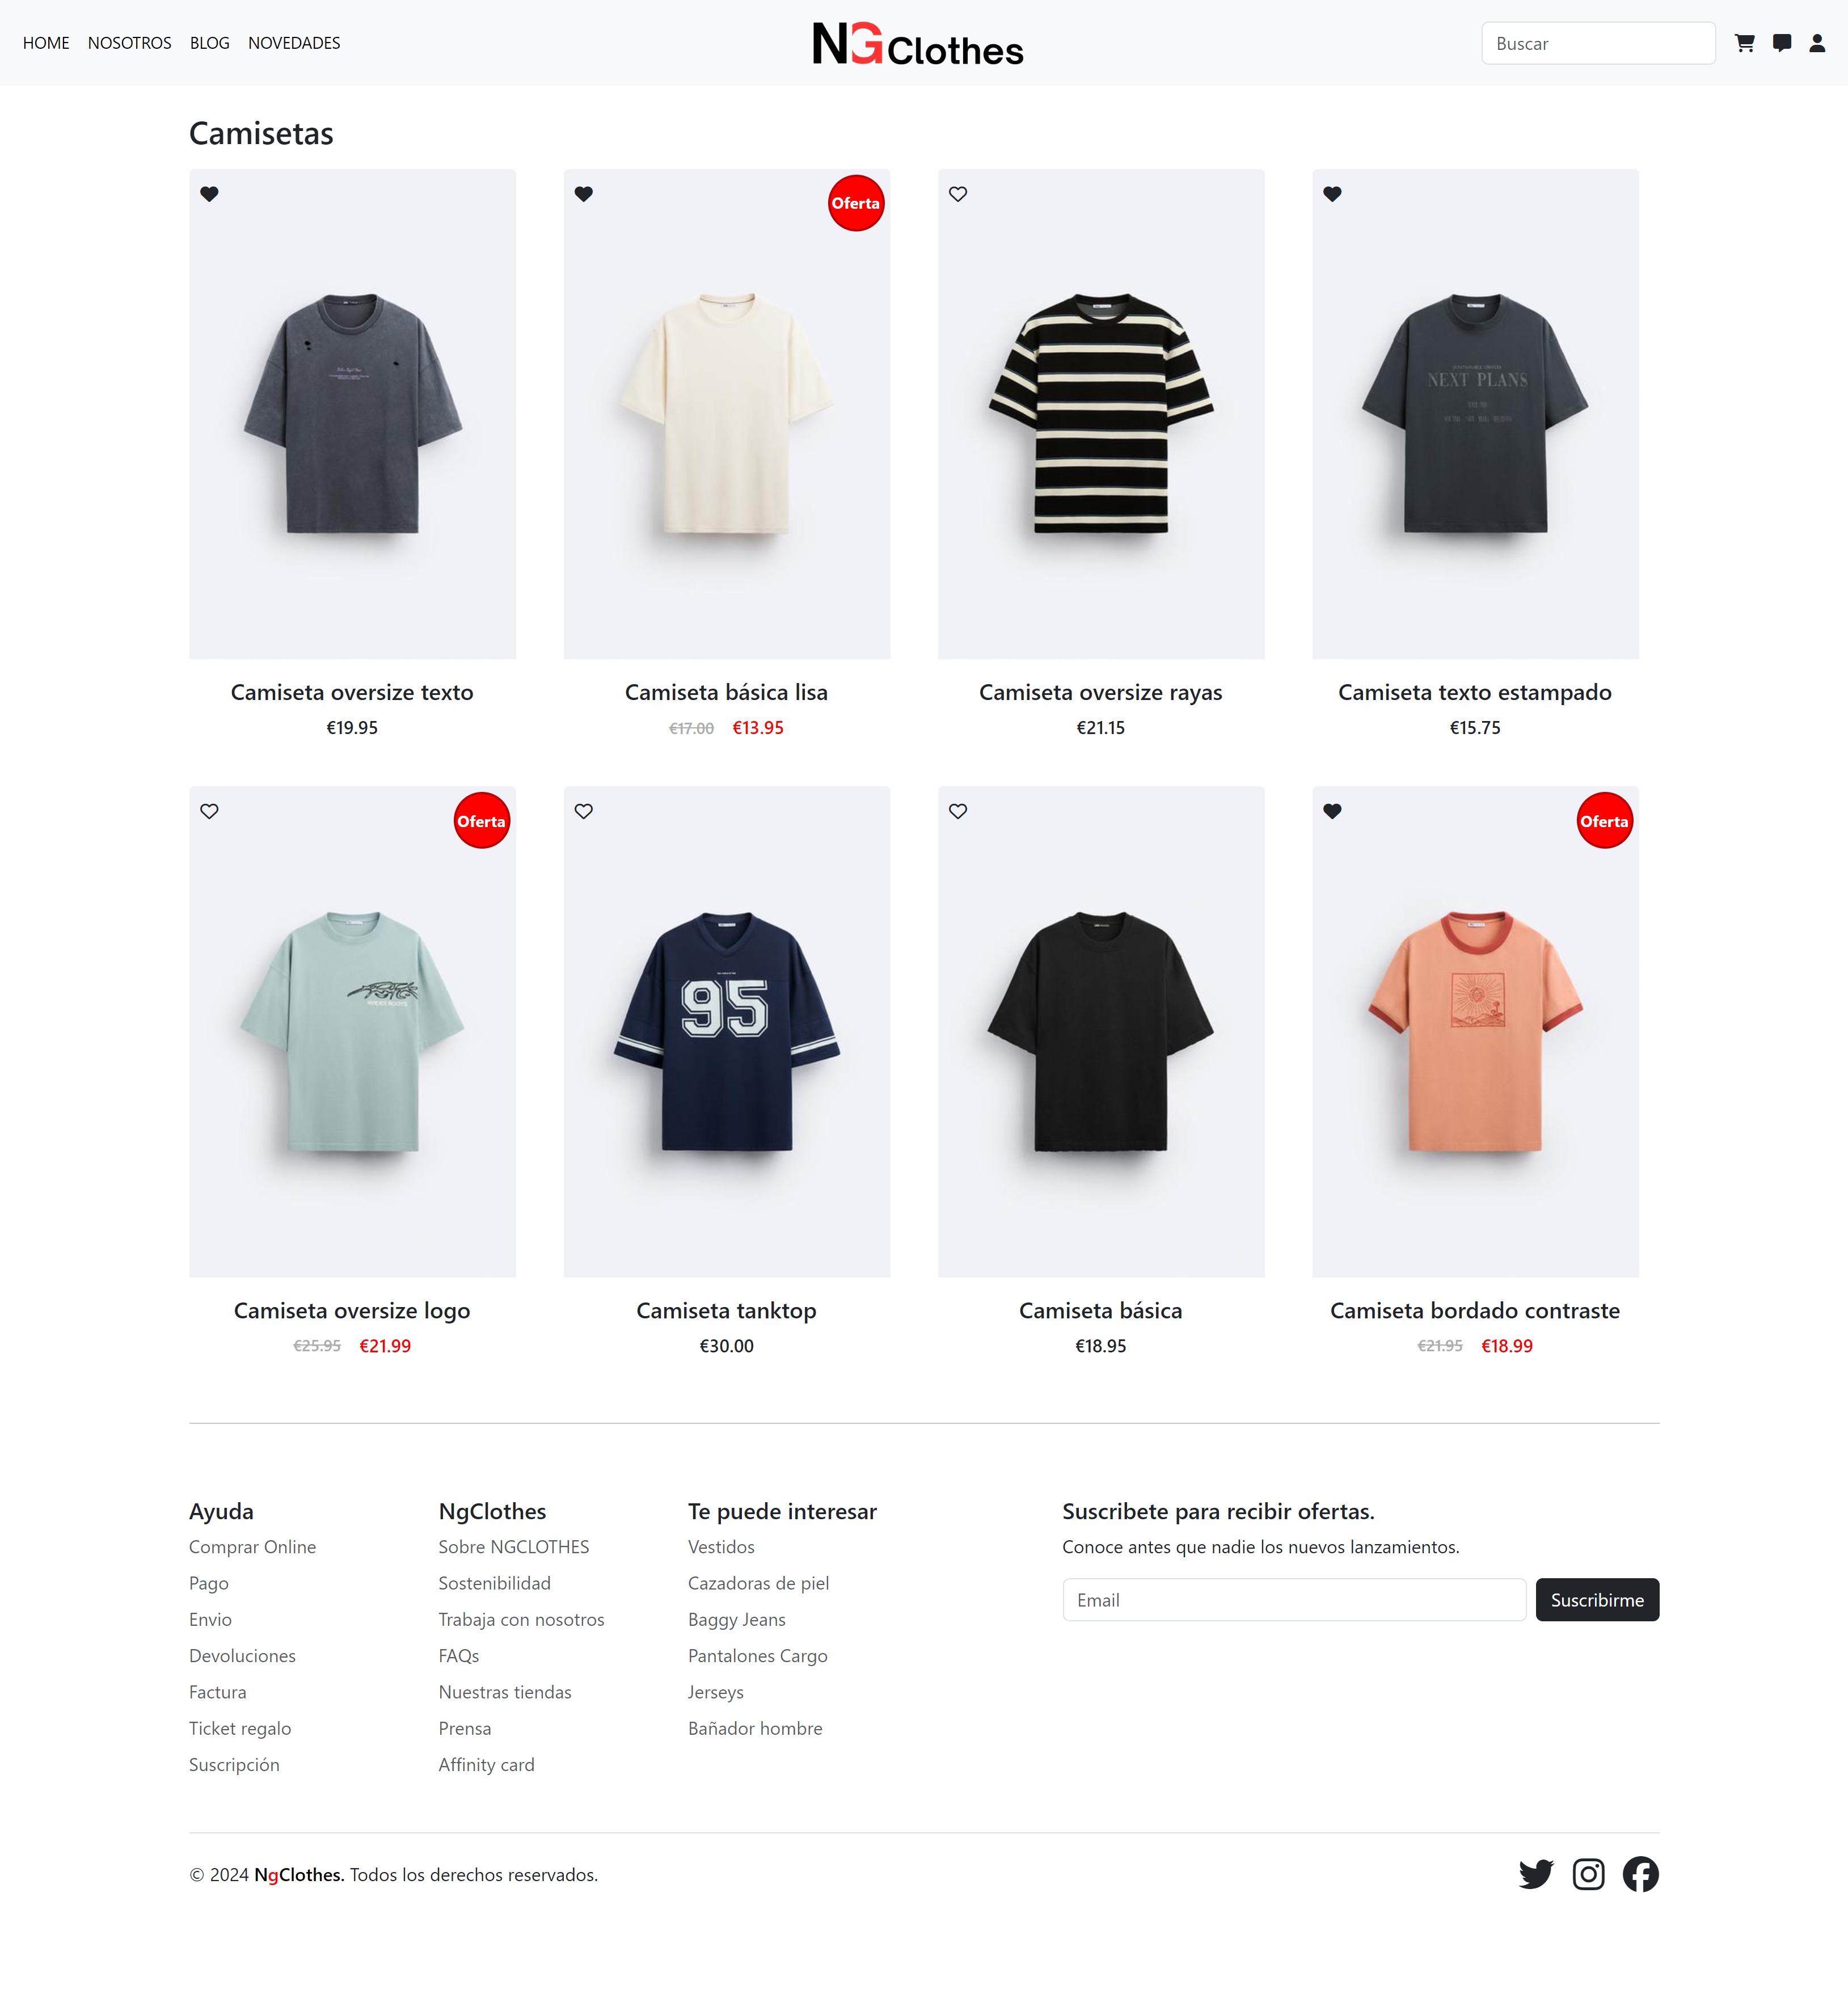 HOME NOSOTROS BLOG NOVEDADES
NG Clothes
Buscar
Camisetas
Oferta
NEXT PLANS
Camiseta oversize texto
€19.95
Camiseta básica lisa
€17.00 €13.95
Camiseta oversize rayas
€21.15
Camiseta texto estampado
€15.75
Oferta
95
Oferta
Camiseta oversize logo
€25.95 €21.99
Camiseta tanktop
€30.00
Camiseta básica
€18.95
Camiseta bordado contraste
€21.95 €18.99
Ayuda
Comprar Online
Pago
Envio
Devoluciones
Factura
Ticket regalo
Suscripción
NgClothes
Sobre NGCLOTHES
Sostenibilidad
Trabaja con nosotros
FAQs
Nuestras tiendas
Prensa
Affinity card
Te puede interesar
Vestidos
Cazadoras de piel
Baggy Jeans
Pantalones Cargo
Jerseys
Bañador hombre
Suscribete para recibir ofertas.
Conoce antes que nadie los nuevos lanzamientos.
Email
Suscribirme
© 2024 NgClothes. Todos los derechos reservados.